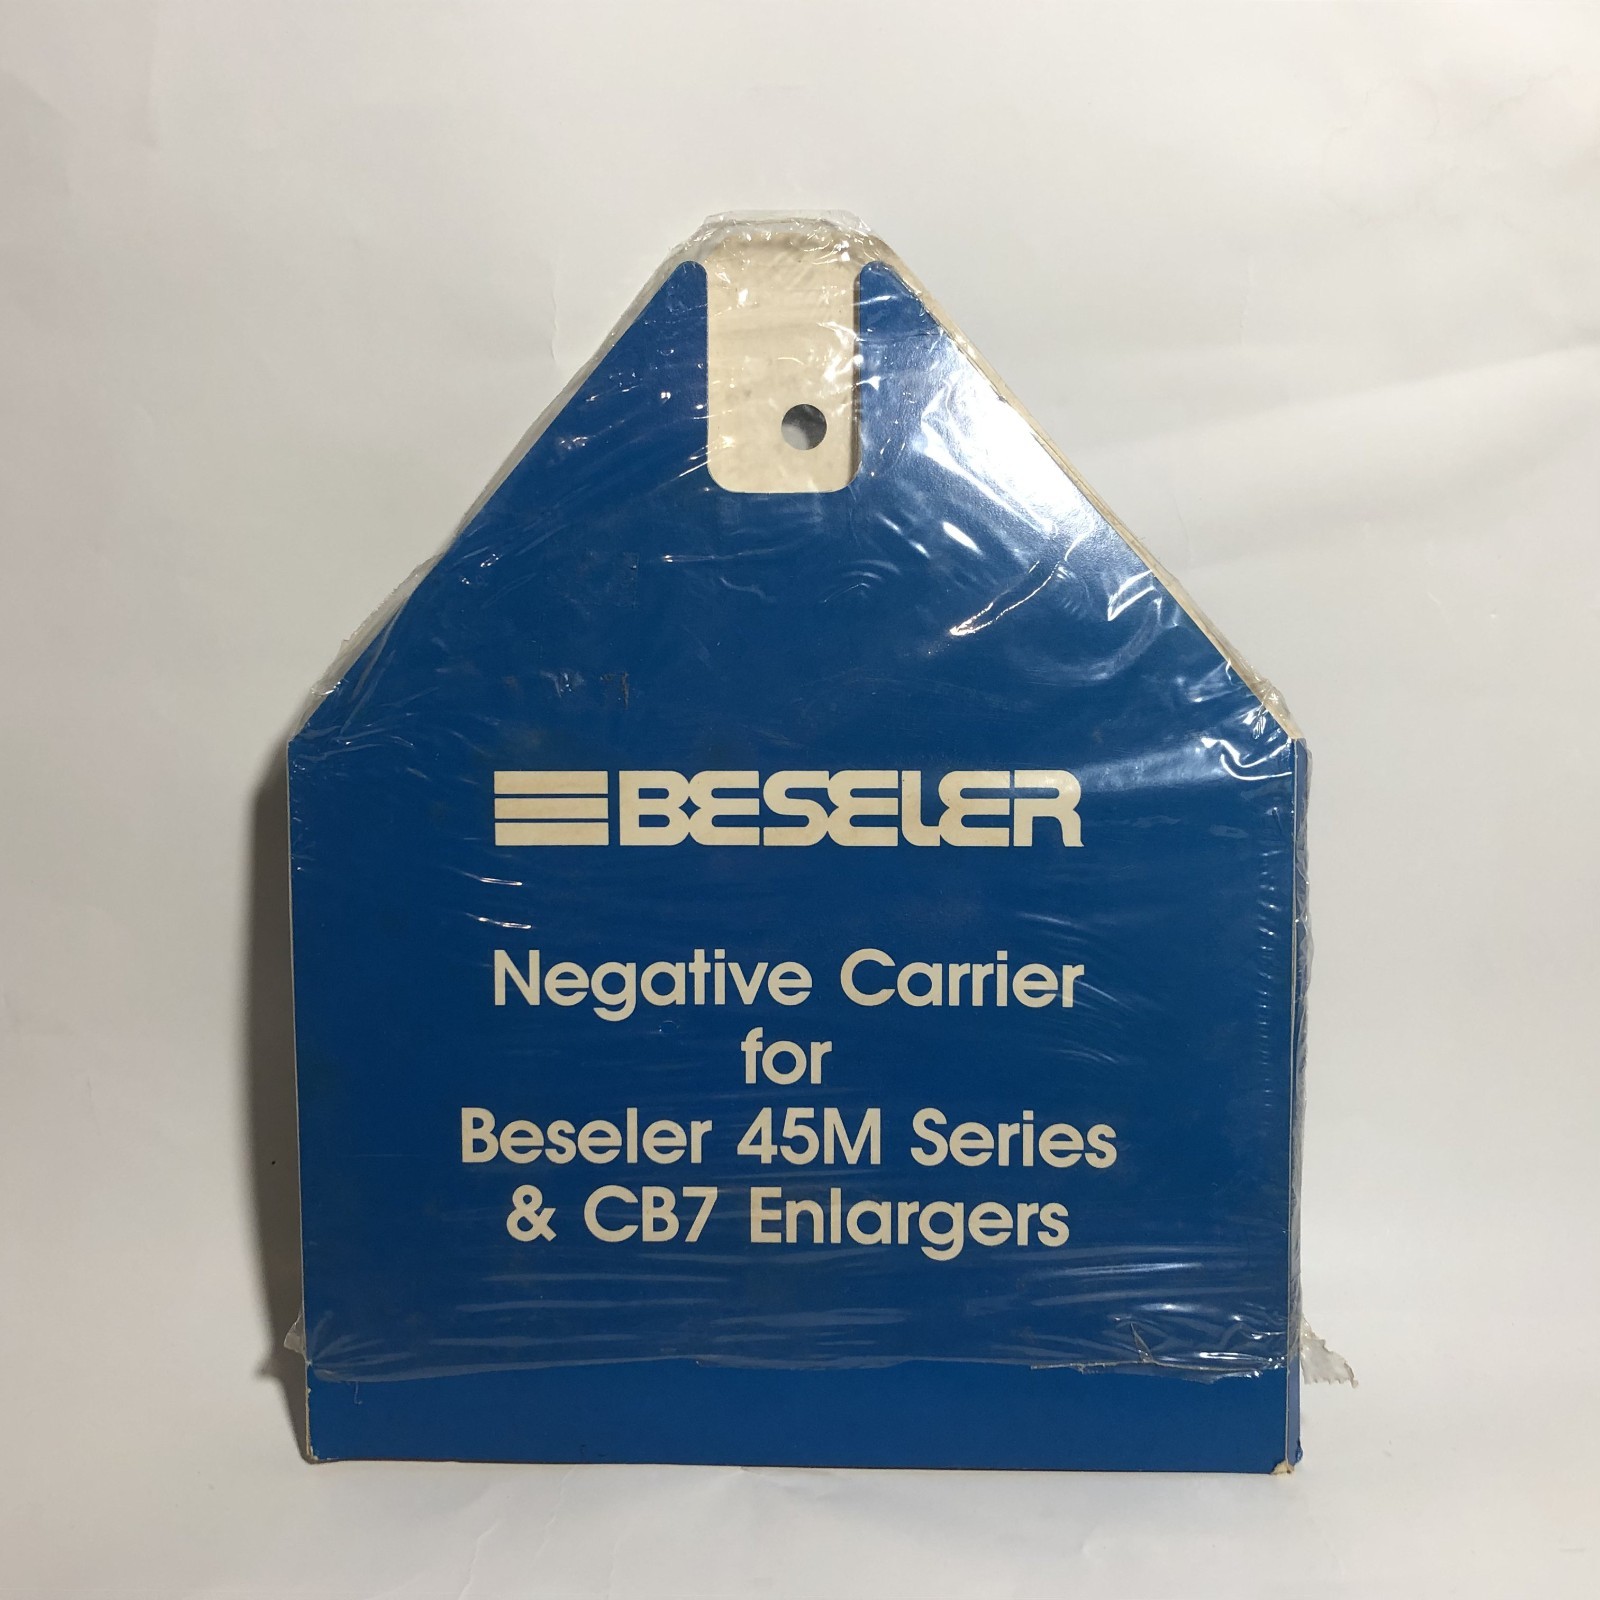 BESELER
Negative Carrier
for
Beseler 45M Series
& CB7 Enlargers